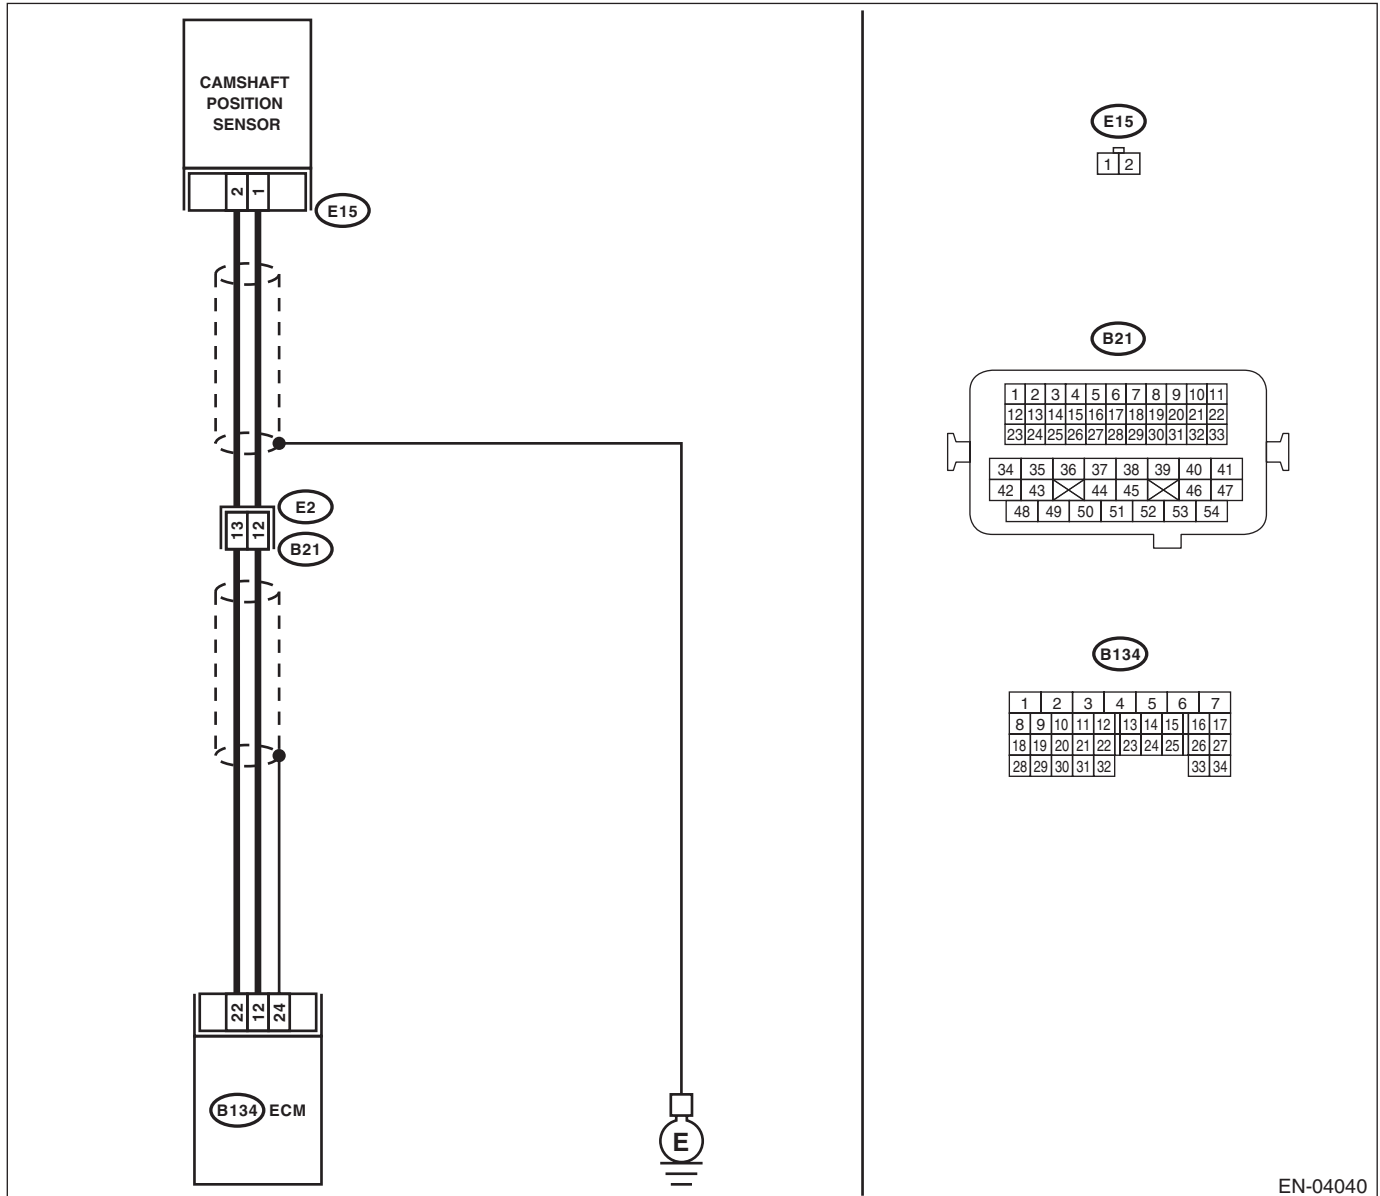 CAMSHAFT
POSITION
SENSOR
2 1
E15
E2
13 12
B21
22 12 24
B134 ECM
E
E15
1 2
B21
1 2 3 4 5 6 7 8 9 10 11
12 13 14 15 16 17 18 19 20 21 22
23 24 25 26 27 28 29 30 31 32 33
34 35 36 37 38 39 40 41
42 43 44 45 46 47
48 49 50 51 52 53 54
B134
1 2 3 4 5 6 7
8 9 10 11 12 13 14 15 16 17
18 19 20 21 22 23 24 25 26 27
28 29 30 31 32 33 34
EN-04040